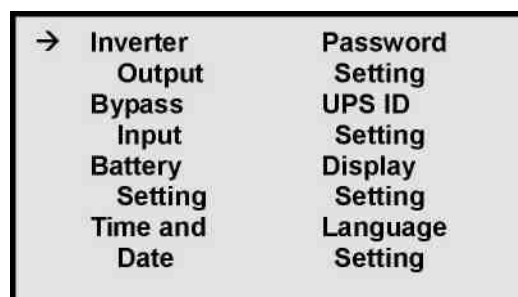 → Inverter Password
Output Setting
Bypass UPS ID
Input Setting
Battery Display
Setting Setting
Time and Language
Date Setting